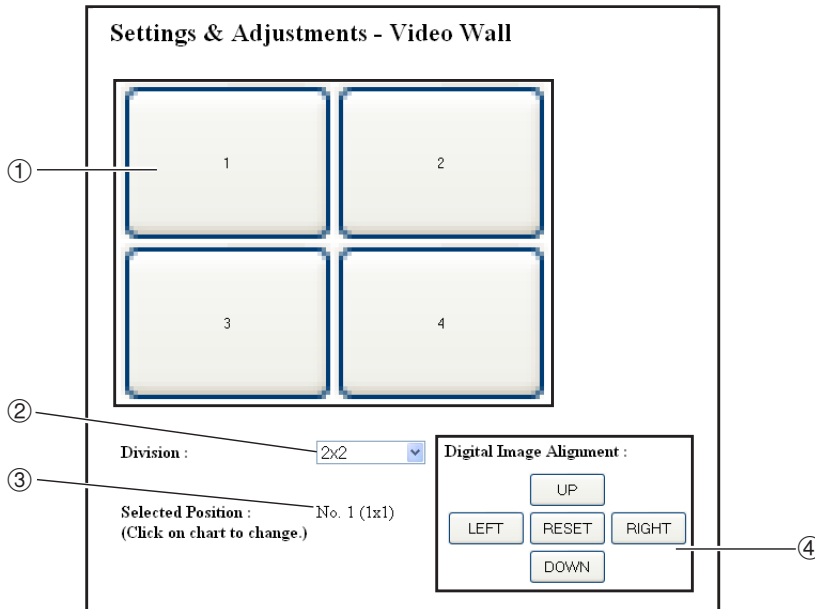 Settings & Adjustments - Video Wall
① 1 2
3 4
②
Division : 2x2 Digital Image Alignment :
UP
③
Selected Position : No. 1 (1x1)
(Click on chart to change.)
LEFT RESET RIGHT
④
DOWN